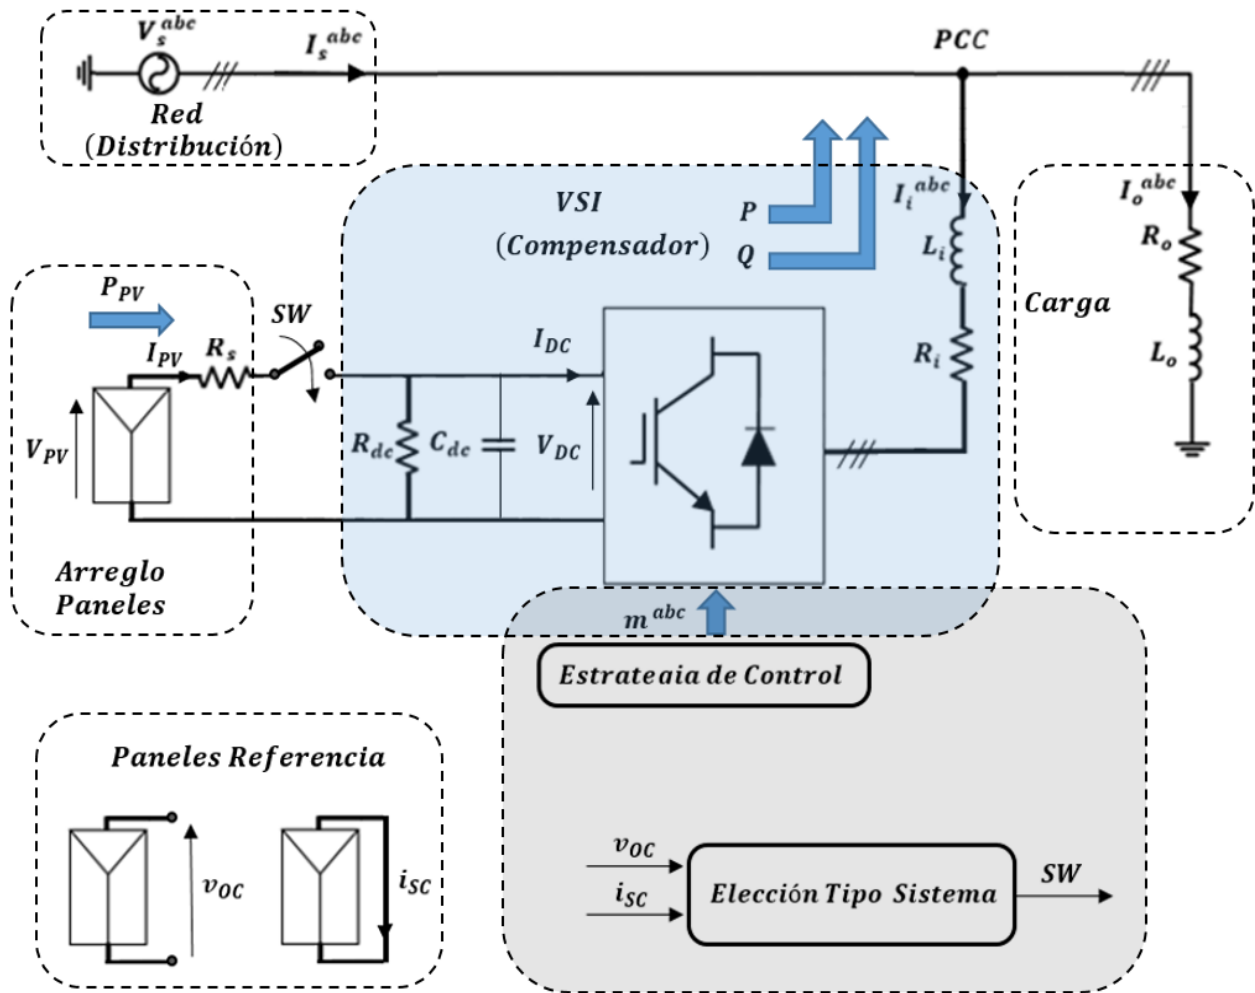 V_s^abc
I_s^abc
Red
(Distribución)
PCC
VSI
(Compensador)
P
Q
I_i^abc
L_i
R_i
I_o^abc
R_o
Carga
L_o
P_PV
SW
I_PV
R_s
V_PV
I_DC
R_dc
C_dc
V_DC
Arreglo
Paneles
m^abc
Estrateaia de Control
Paneles Referencia
v_OC
i_SC
v_OC
i_SC
Elección Tipo Sistema
SW